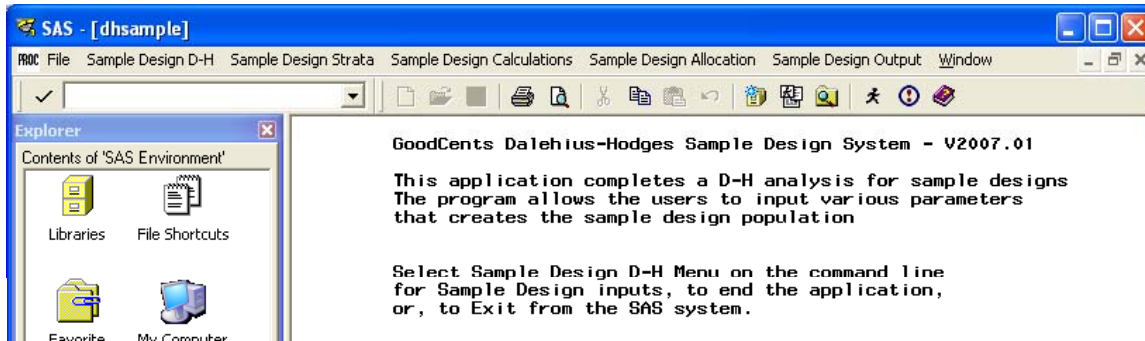 SAS - [dhsample]
PROC File Sample Design D-H Sample Design Strata Sample Design Calculations Sample Design Allocation Sample Design Output Window
Explorer
Contents of 'SAS Environment'
Libraries File Shortcuts
Favorite My Computer
GoodCents Dalehius-Hodges Sample Design System - V2007.01
This application completes a D-H analysis for sample designs
The program allows the users to input various parameters
that creates the sample design population
Select Sample Design D-H Menu on the command line
for Sample Design inputs, to end the application,
or, to Exit from the SAS system.